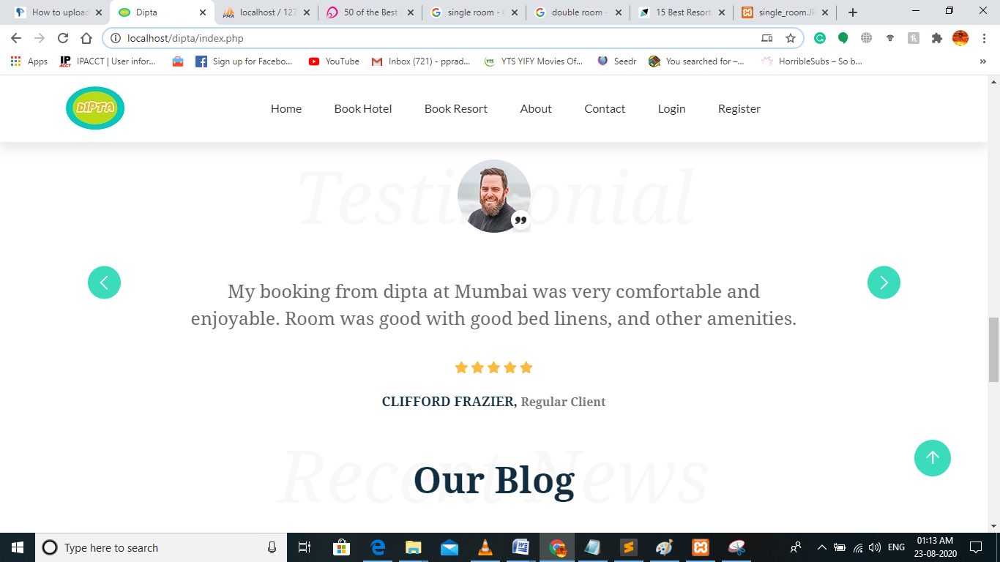 How to upload
Dipta
localhost / 127
50 of the Best
single room -
double room -
15 Best Resort
single_room.JP
localhost/dipta/index.php
Apps
IPACCT | User infor...
Sign up for Facebo...
YouTube
Inbox (721) - pprad...
YTS YIFY Movies Of...
Seedr
You searched for –...
HorribleSubs – So b...
»
DIPTA
Home
Book Hotel
Book Resort
About
Contact
Login
Register
Testimonial
My booking from dipta at Mumbai was very comfortable and
enjoyable. Room was good with good bed linens, and other amenities.
CLIFFORD FRAZIER, Regular Client
Recent News
Our Blog
Type here to search
ENG
01:13 AM
23-08-2020